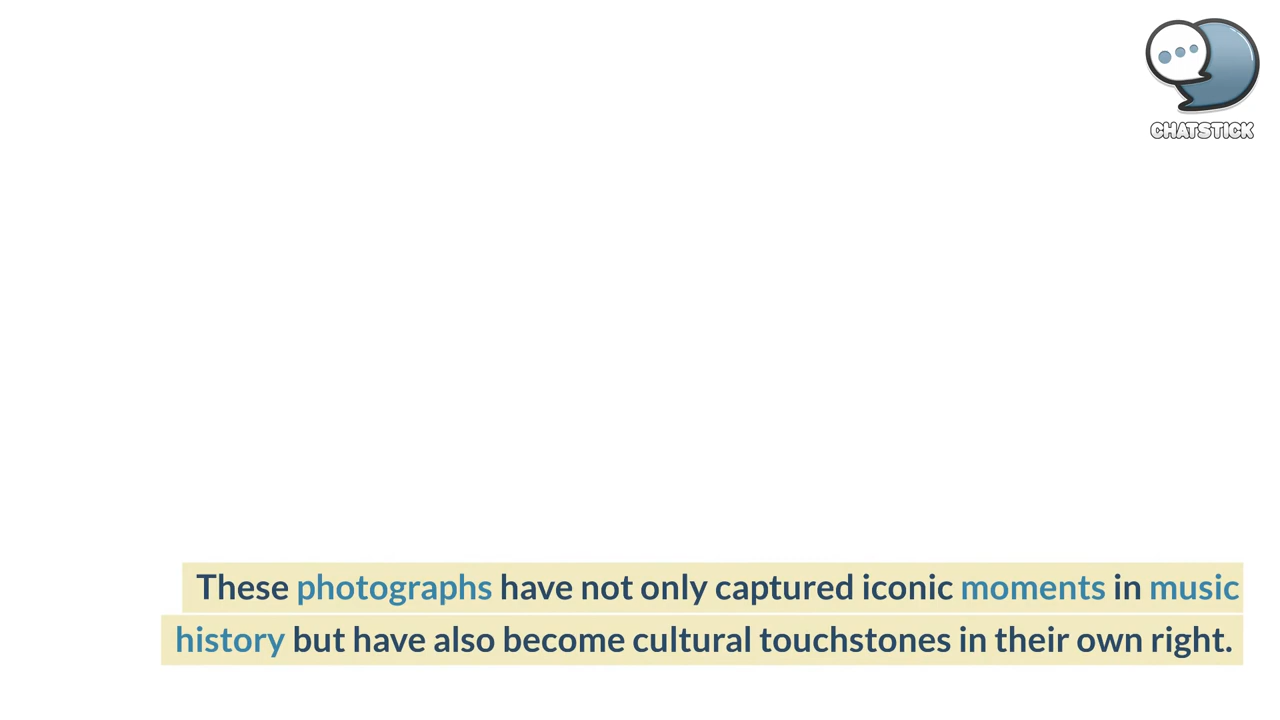 CHATSTICK
These photographs have not only captured iconic moments in music
history but have also become cultural touchstones in their own right.